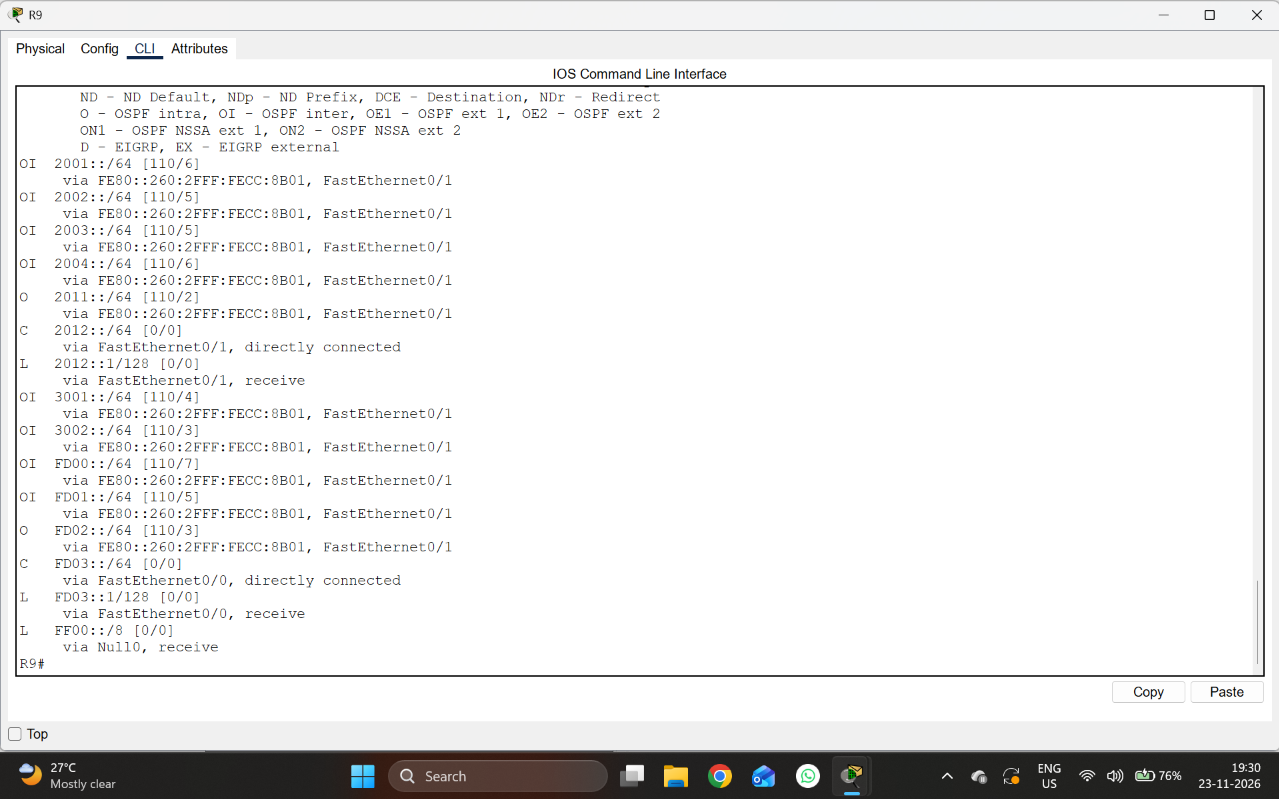 R9
Physical Config CLI Attributes
IOS Command Line Interface
ND - ND Default, NDp - ND Prefix, DCE - Destination, NDr - Redirect
O - OSPF intra, OI - OSPF inter, OE1 - OSPF ext 1, OE2 - OSPF ext 2
ON1 - OSPF NSSA ext 1, ON2 - OSPF NSSA ext 2
D - EIGRP, EX - EIGRP external
OI 2001::/64 [110/6]
via FE80::260:2FFF:FECC:8B01, FastEthernet0/1
OI 2002::/64 [110/5]
via FE80::260:2FFF:FECC:8B01, FastEthernet0/1
OI 2003::/64 [110/5]
via FE80::260:2FFF:FECC:8B01, FastEthernet0/1
OI 2004::/64 [110/6]
via FE80::260:2FFF:FECC:8B01, FastEthernet0/1
O 2011::/64 [110/2]
via FE80::260:2FFF:FECC:8B01, FastEthernet0/1
C 2012::/64 [0/0]
via FastEthernet0/1, directly connected
L 2012::1/128 [0/0]
via FastEthernet0/1, receive
OI 3001::/64 [110/4]
via FE80::260:2FFF:FECC:8B01, FastEthernet0/1
OI 3002::/64 [110/3]
via FE80::260:2FFF:FECC:8B01, FastEthernet0/1
OI FD00::/64 [110/7]
via FE80::260:2FFF:FECC:8B01, FastEthernet0/1
OI FD01::/64 [110/5]
via FE80::260:2FFF:FECC:8B01, FastEthernet0/1
O FD02::/64 [110/3]
via FE80::260:2FFF:FECC:8B01, FastEthernet0/1
C FD03::/64 [0/0]
via FastEthernet0/0, directly connected
L FD03::1/128 [0/0]
via FastEthernet0/0, receive
L FF00::/8 [0/0]
via Null0, receive
R9#
Copy Paste
Top
27°C
Mostly clear
Search
ENG
US
76%
19:30
23-11-2026